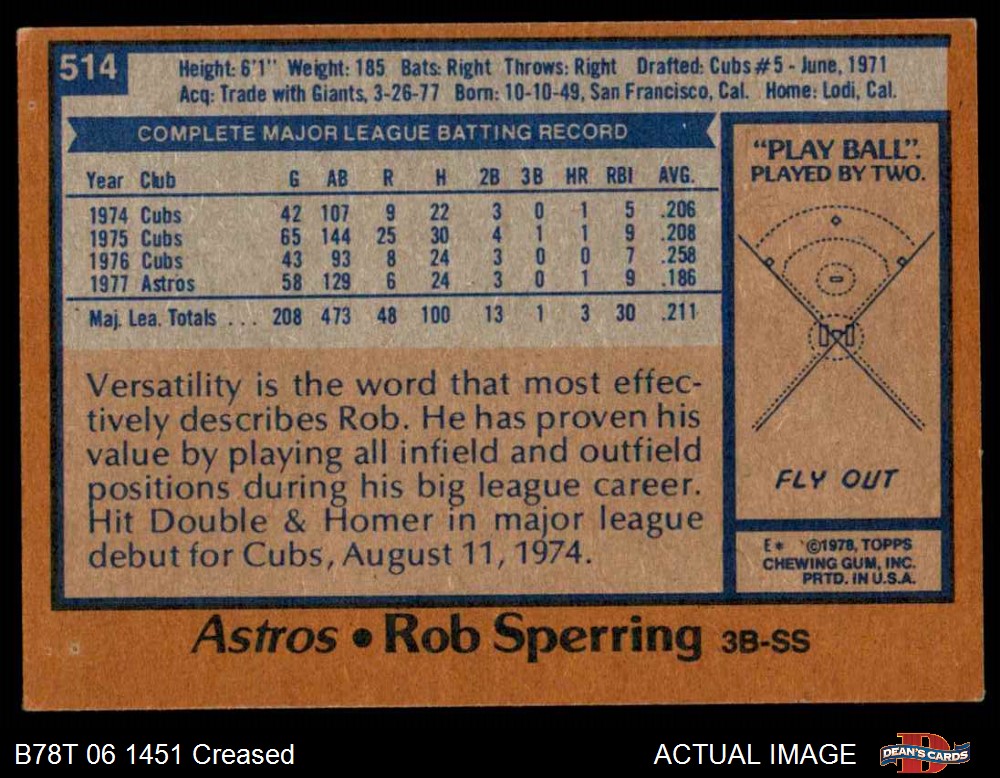 514
Height: 6'1" Weight: 185 Bats: Right Throws: Right Drafted: Cubs #5 - June, 1971
Acq: Trade with Giants, 3-26-77 Born: 10-10-49, San Francisco, Cal. Home: Lodi, Cal.
COMPLETE MAJOR LEAGUE BATTING RECORD
Year Club G AB R H 2B 3B HR RBI AVG.
1974 Cubs 42 107 9 22 3 0 1 5 .206
1975 Cubs 65 144 25 30 4 1 1 9 .208
1976 Cubs 43 93 8 24 3 0 0 7 .258
1977 Astros 58 129 6 24 3 0 1 9 .186
Maj. Lea. Totals ... 208 473 48 100 13 1 3 30 .211
Versatility is the word that most effec-
tively describes Rob. He has proven his
value by playing all infield and outfield
positions during his big league career.
Hit Double & Homer in major league
debut for Cubs, August 11, 1974.
"PLAY BALL".
PLAYED BY TWO.
FLY OUT
E* ©1978, TOPPS
CHEWING GUM, INC.
PRTD. IN U.S.A.
Astros • Rob Sperring 3B-SS
B78T 06 1451 Creased
ACTUAL IMAGE
DEAN'S CARDS